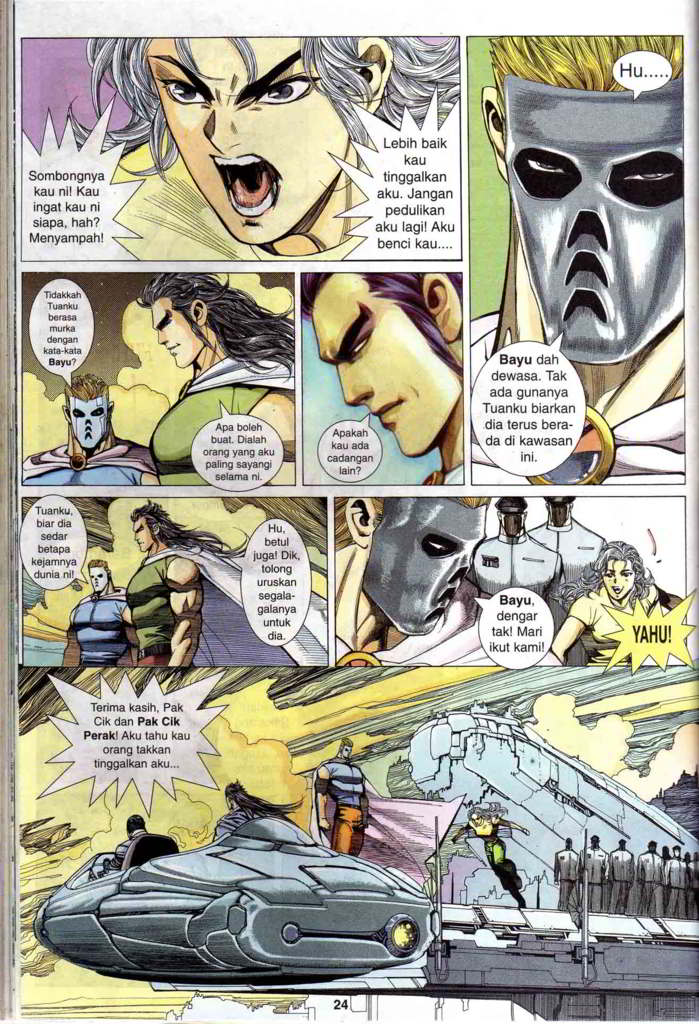 Sombongnya
kau ni! Kau
ingat kau ni
siapa, hah?
Menyampah!
Lebih baik
kau
tinggalkan
aku. Jangan
pedulikan
aku lagi! Aku
benci kau....
Hu.....
Bayu dah
dewasa. Tak
ada gunanya
Tuanku biarkan
dia terus bera-
da di kawasan
ini.
Tidakkah
Tuanku
berasa
murka
dengan
kata-kata
Bayu?
Apa boleh
buat. Dialah
orang yang aku
paling sayangi
selama ni.
Apakah
kau ada
cadangan
lain?
Tuanku,
biar dia
sedar
betapa
kejamnya
dunia ni!
Hu,
betul
juga! Dik,
tolong
uruskan
segala-
galanya
untuk
dia.
Bayu,
dengar
tak! Mari
ikut kami!
YAHU!
Terima kasih, Pak
Cik dan Pak Cik
Perak! Aku tahu kau
orang takkan
tinggalkan aku...
24